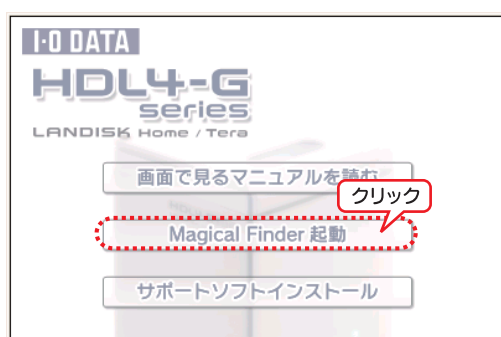 I-O DATA
HDL4-G
series
LANDISK Home / Tera
画面で見るマニュアルを読む
クリック
Magical Finder 起動
サポートソフトインストール